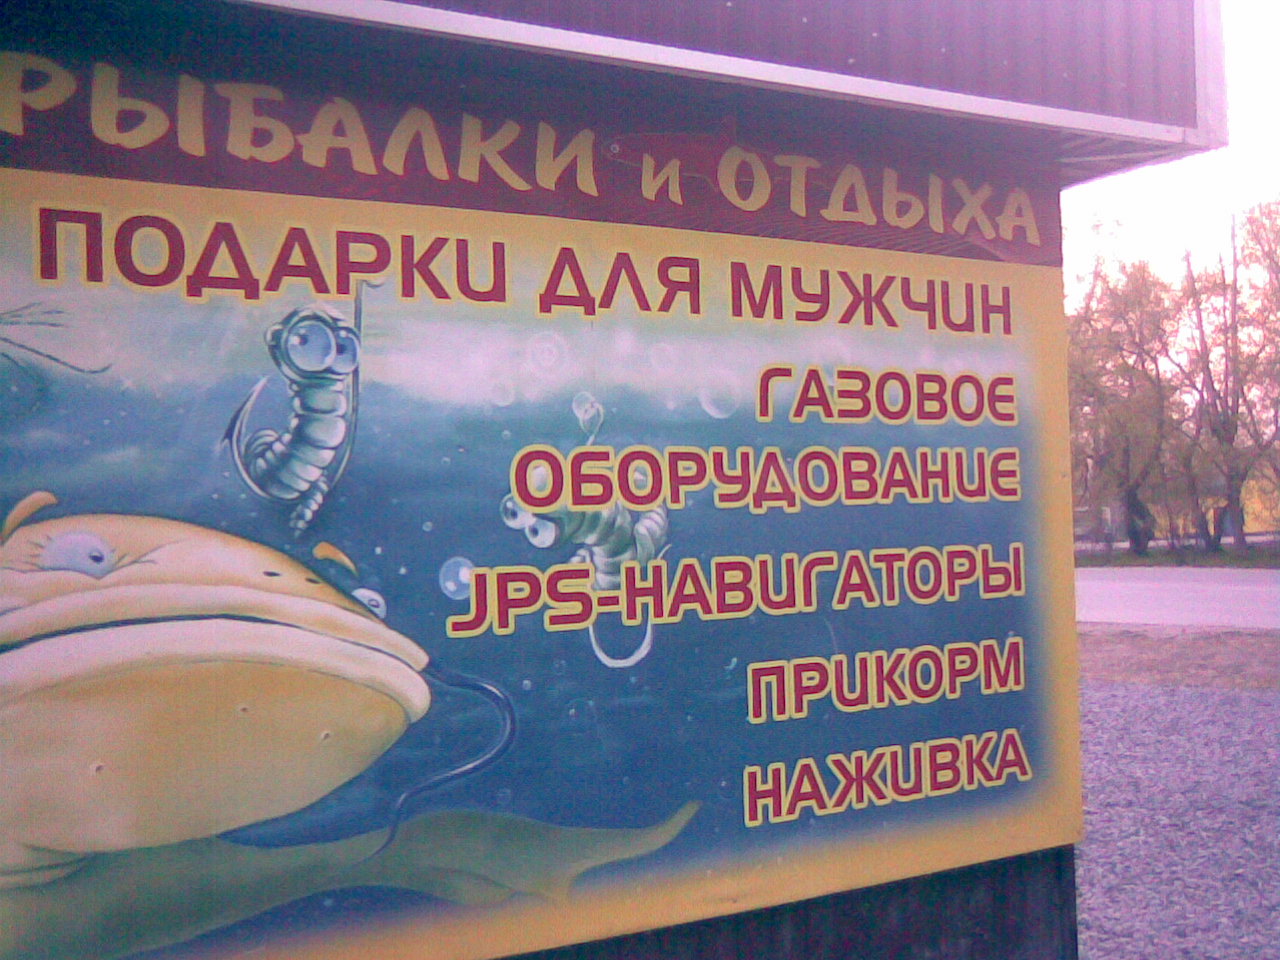 РЫБАЛКИ и ОТДЫХА
ПОДАРКИ ДЛЯ МУЖЧИН
ГАЗОВОЕ
ОБОРУДОВАНИЕ
JPS-НАВИГАТОРЫ
ПРИКОРМ
НАЖИВКА